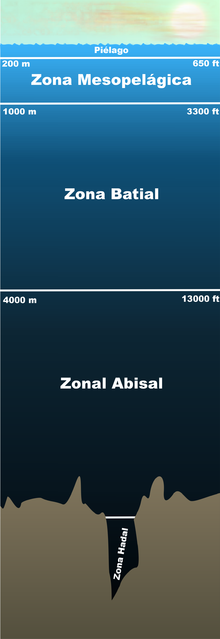 Piélago
200 m 650 ft
Zona Mesopelágica
1000 m 3300 ft
Zona Batial
4000 m 13000 ft
Zonal Abisal
Zona Hadal